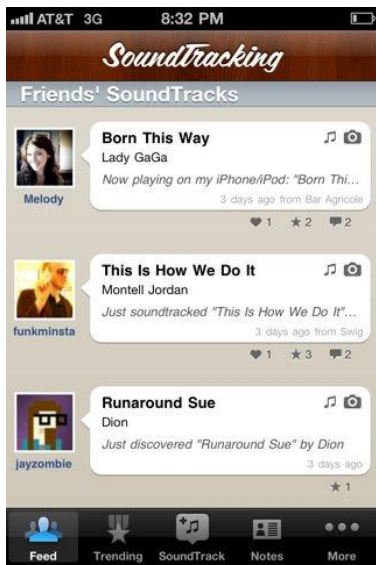 AT&T 3G 8:32 PM
SoundTracking
Friends' SoundTracks
Born This Way
Lady GaGa
Now playing on my iPhone/iPod: "Born Thi...
3 days ago from Bar Agricole
Melody
1 2 2
This Is How We Do It
Montell Jordan
Just soundtracked "This Is How We Do It"...
3 days ago from Swig
funkminsta
1 3 2
Runaround Sue
Dion
Just discovered "Runaround Sue" by Dion
3 days ago
jayzombie
1
Feed Trending SoundTrack Notes More